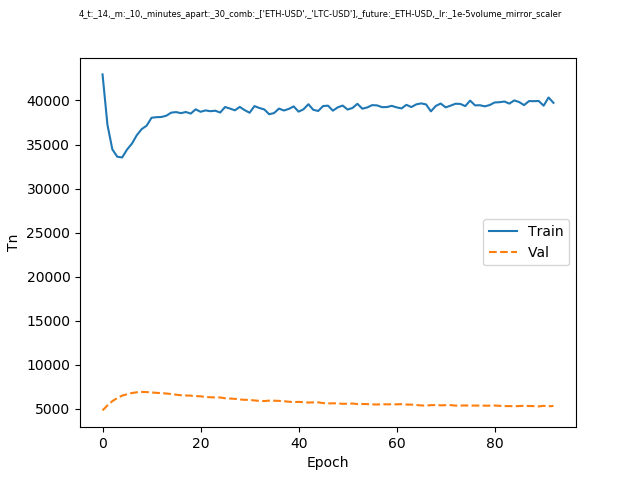 4_t:_14,_m:_10,_minutes_apart:_30_comb:_['ETH-USD',_'LTC-USD'],_future:_ETH-USD,_lr:_1e-5volume_mirror_scaler
40000
35000
30000
25000
20000
15000
10000
5000
Tn
Train
Val
0 20 40 60 80
Epoch